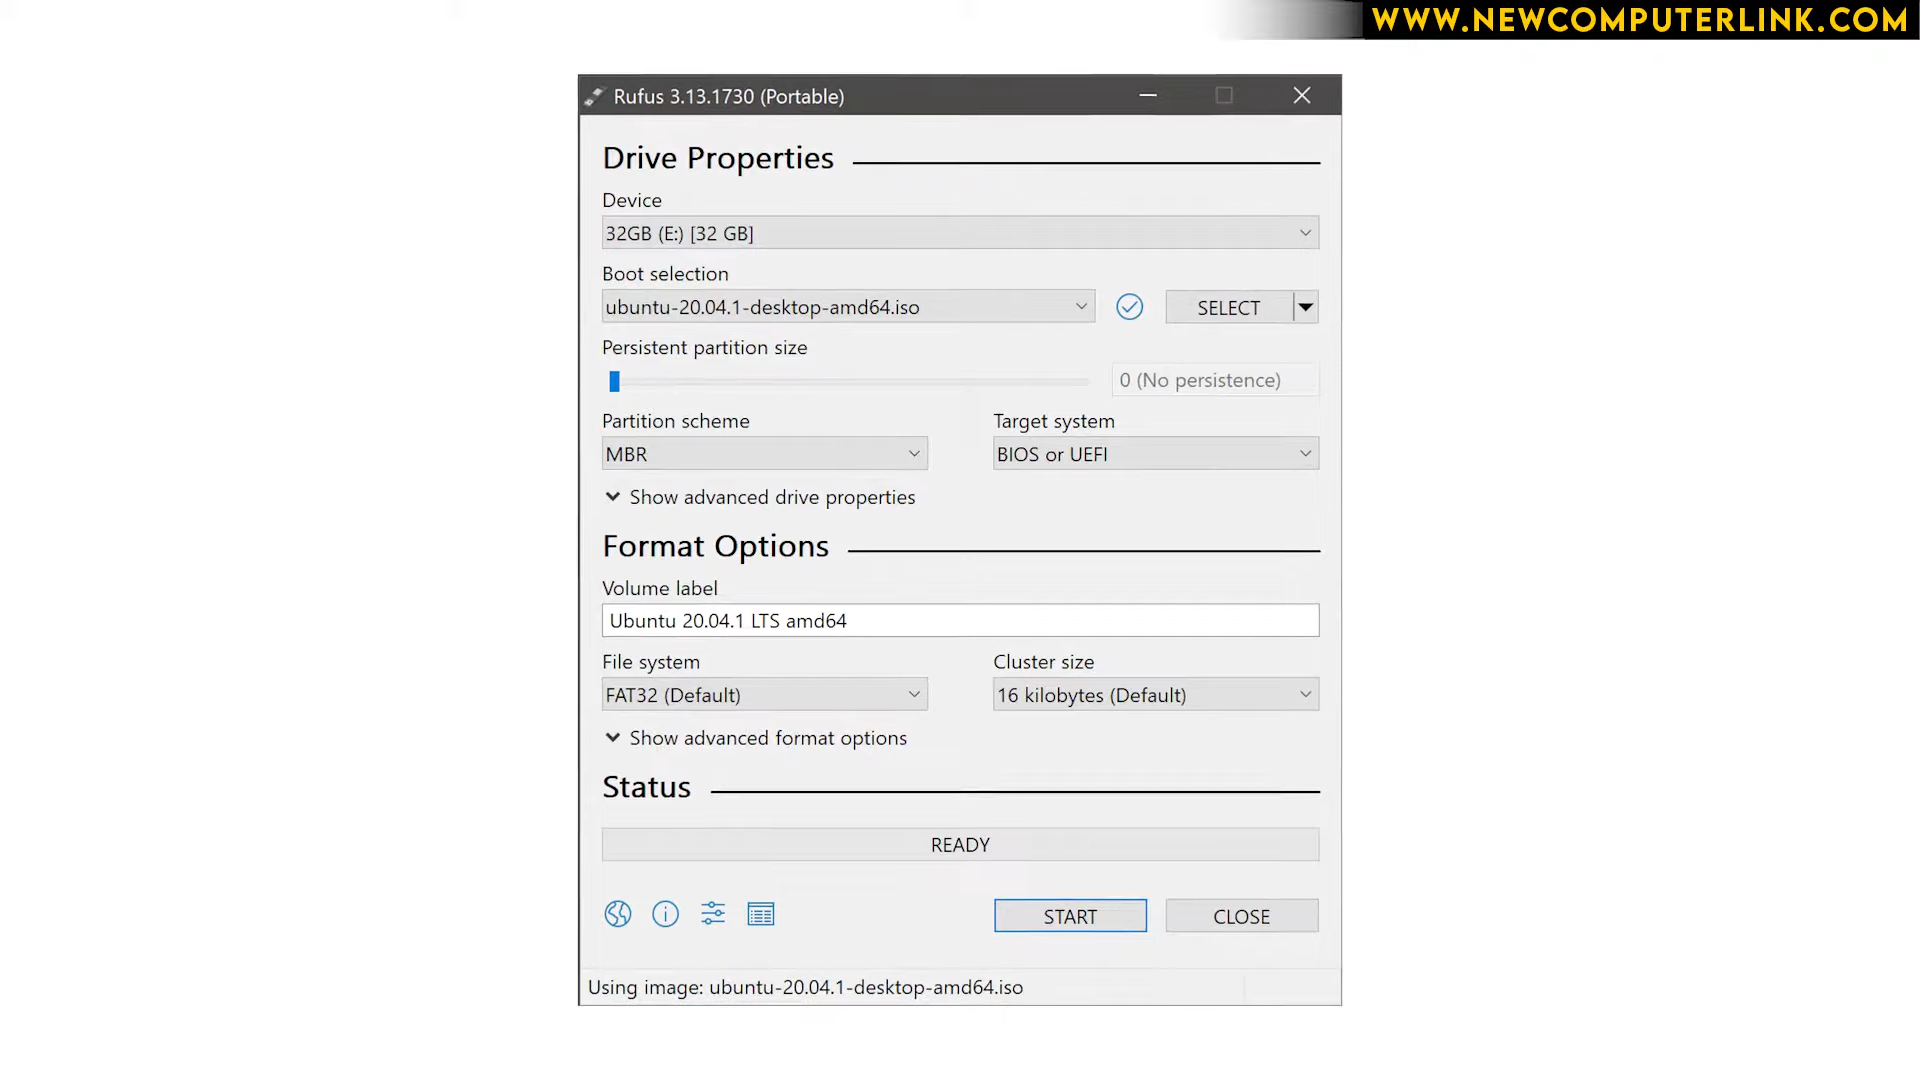 WWW.NEWCOMPUTERLINK.COM
Rufus 3.13.1730 (Portable)
Drive Properties
Device
32GB (E:) [32 GB]
Boot selection
ubuntu-20.04.1-desktop-amd64.iso
SELECT
Persistent partition size
0 (No persistence)
Partition scheme
Target system
MBR
BIOS or UEFI
Show advanced drive properties
Format Options
Volume label
Ubuntu 20.04.1 LTS amd64
File system
Cluster size
FAT32 (Default)
16 kilobytes (Default)
Show advanced format options
Status
READY
START
CLOSE
Using image: ubuntu-20.04.1-desktop-amd64.iso